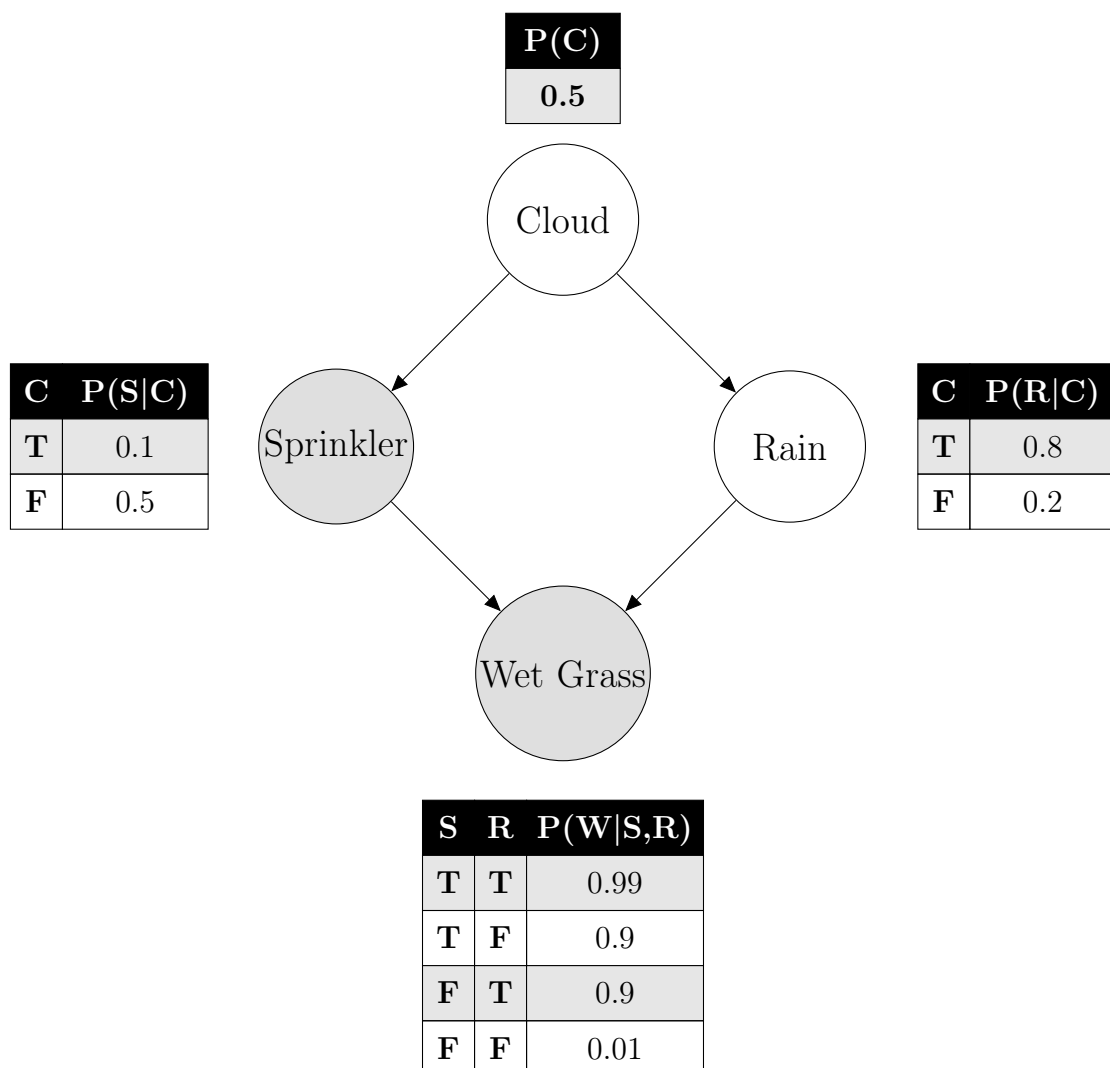 P(C)
0.5
Cloud
C P(S|C)
T 0.1
F 0.5
Sprinkler
Rain
C P(R|C)
T 0.8
F 0.2
Wet Grass
S R P(W|S,R)
T T 0.99
T F 0.9
F T 0.9
F F 0.01